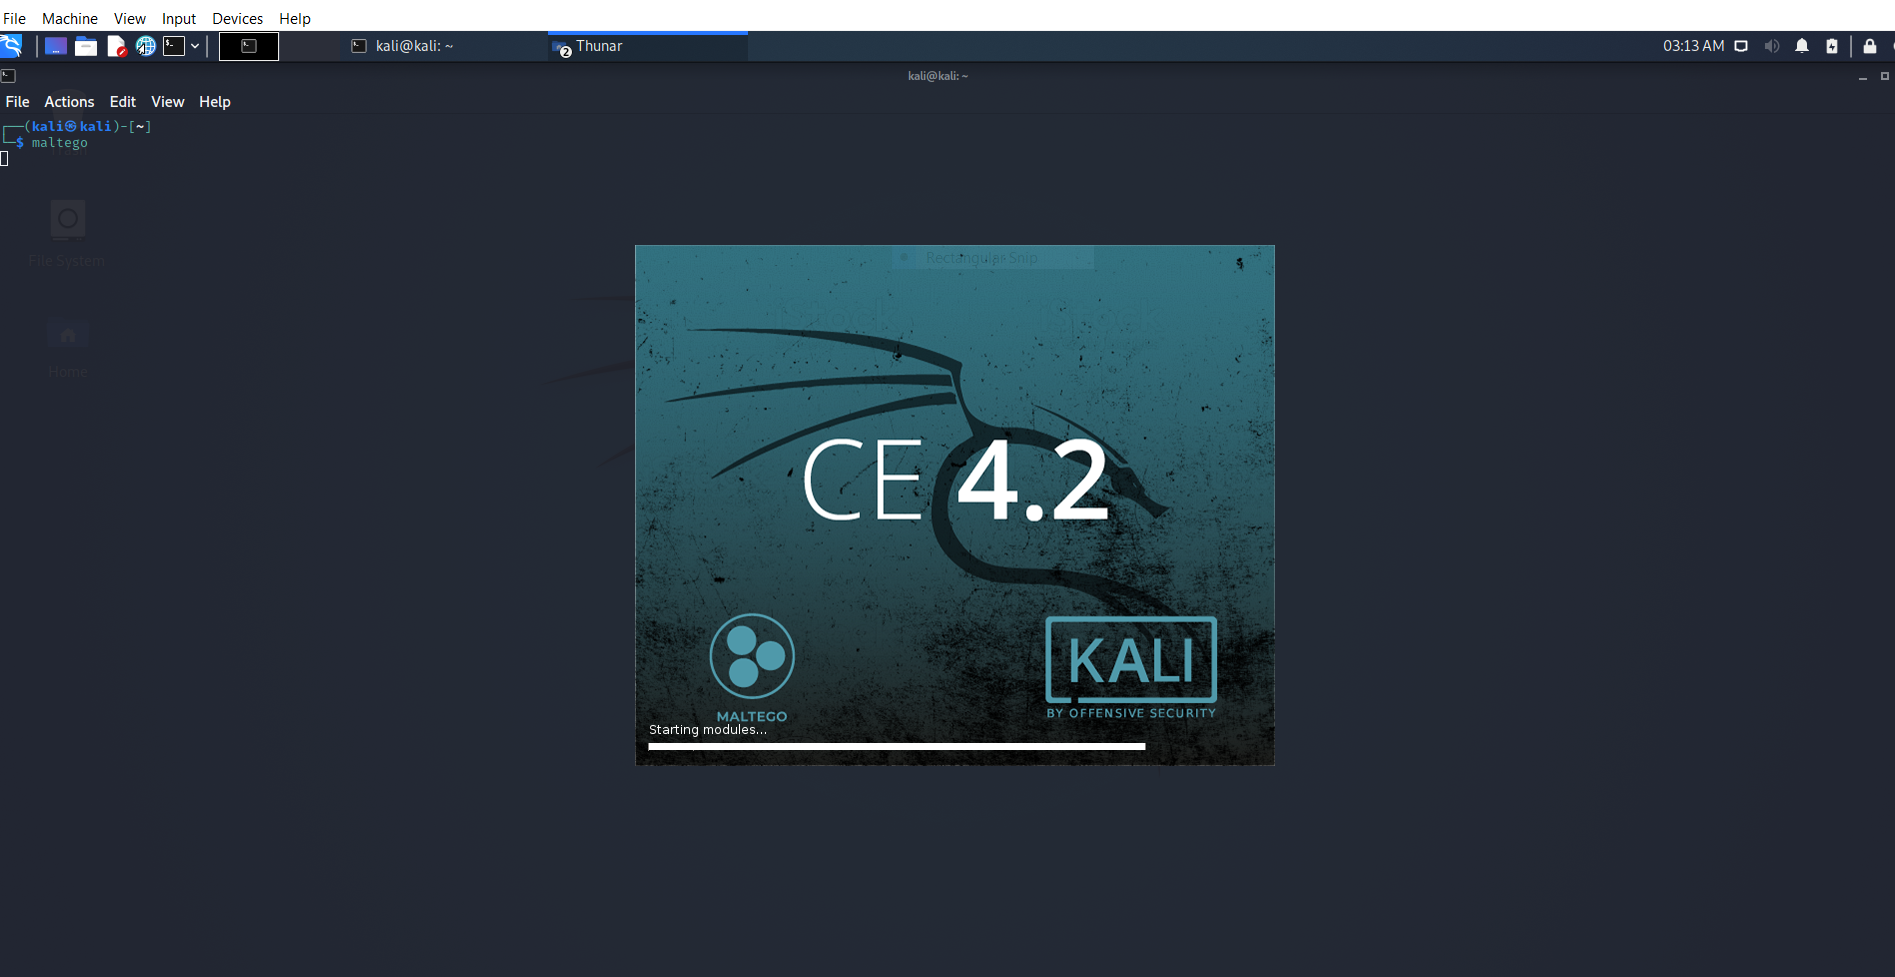 File Machine View Input Devices Help
kali@kali: ~ 2 Thunar 03:13 AM
kali@kali: ~
File Actions Edit View Help
┌──(kali㉿kali)-[~]
└─$ maltego
File System
Home
Rectangular Snip
CE 4.2
MALTEGO
KALI
BY OFFENSIVE SECURITY
Starting modules...